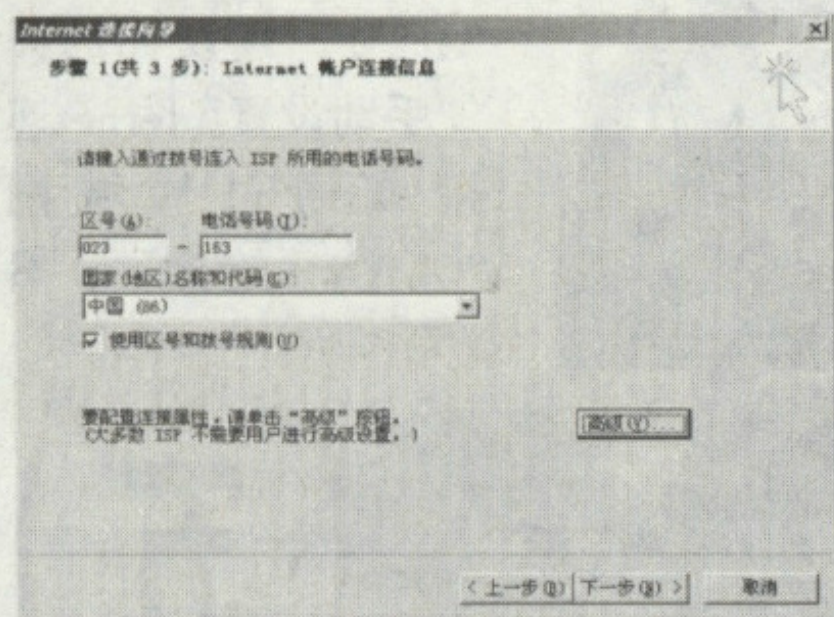 Internet 连接向导
步骤 1(共 3 步): Internet 帐户连接信息
请键入通过拨号连入 ISP 所用的电话号码。
区号(A): 电话号码(T):
023 - 163
国家(地区)名称和代码(C):
中国 (86)
使用区号和拨号规则(U)
要配置连接属性，请单击“高级”按钮。
(大多数 ISP 不需要用户进行高级设置。)
高级(V)...
< 上一步(B) 下一步(N) > 取消